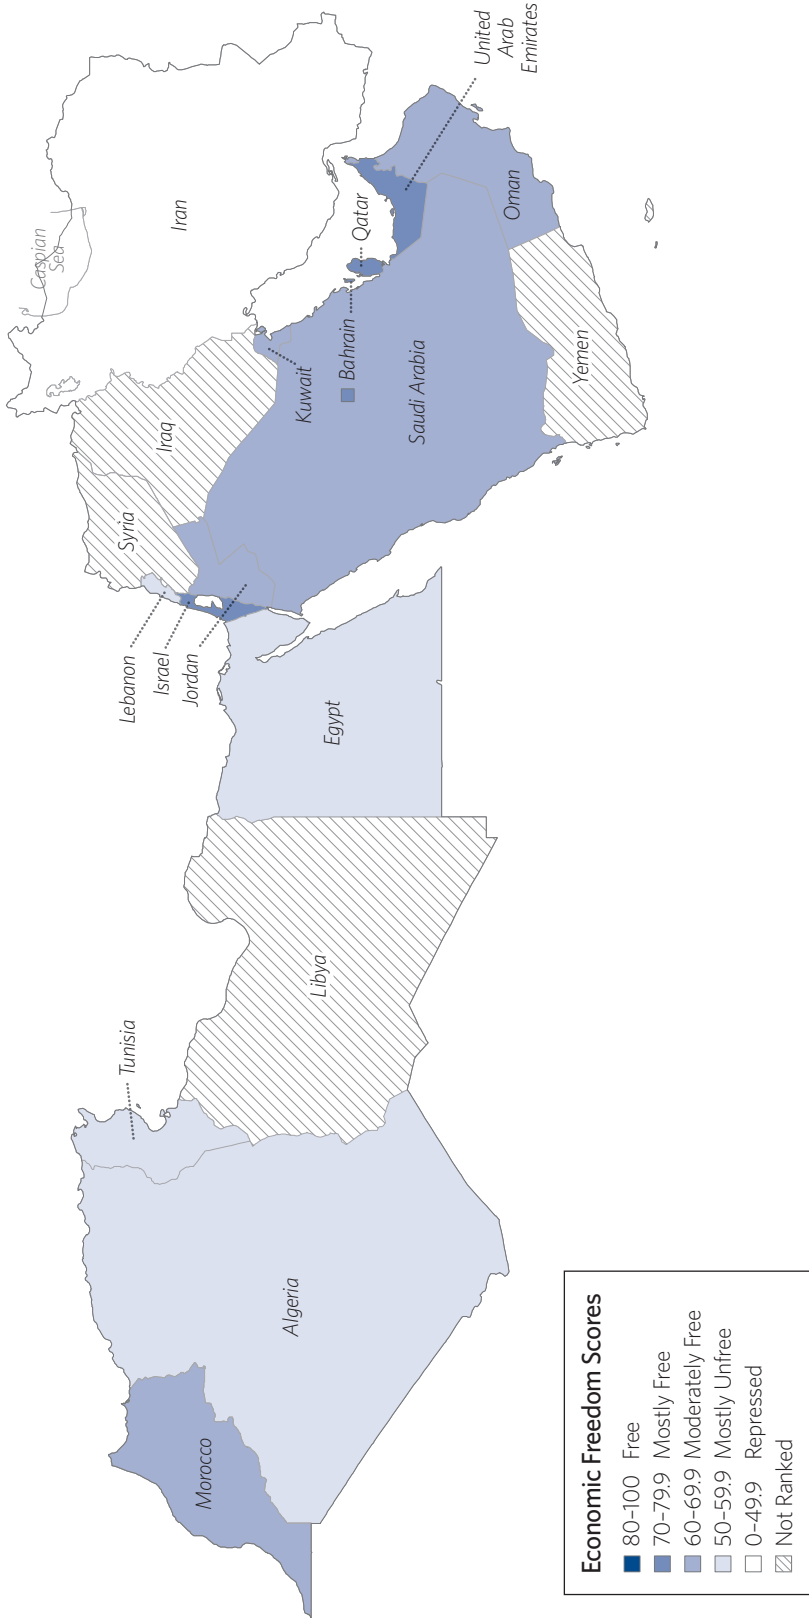 Caspian
Sea
Iran
United
Arab
Emirates
Qatar
Oman
Iraq
Kuwait
Bahrain
Saudi Arabia
Yemen
Syria
Lebanon
Israel
Jordan
Egypt
Libya
Tunisia
Algeria
Morocco
Economic Freedom Scores
80–100 Free
70–79.9 Mostly Free
60–69.9 Moderately Free
50–59.9 Mostly Unfree
0–49.9 Repressed
Not Ranked